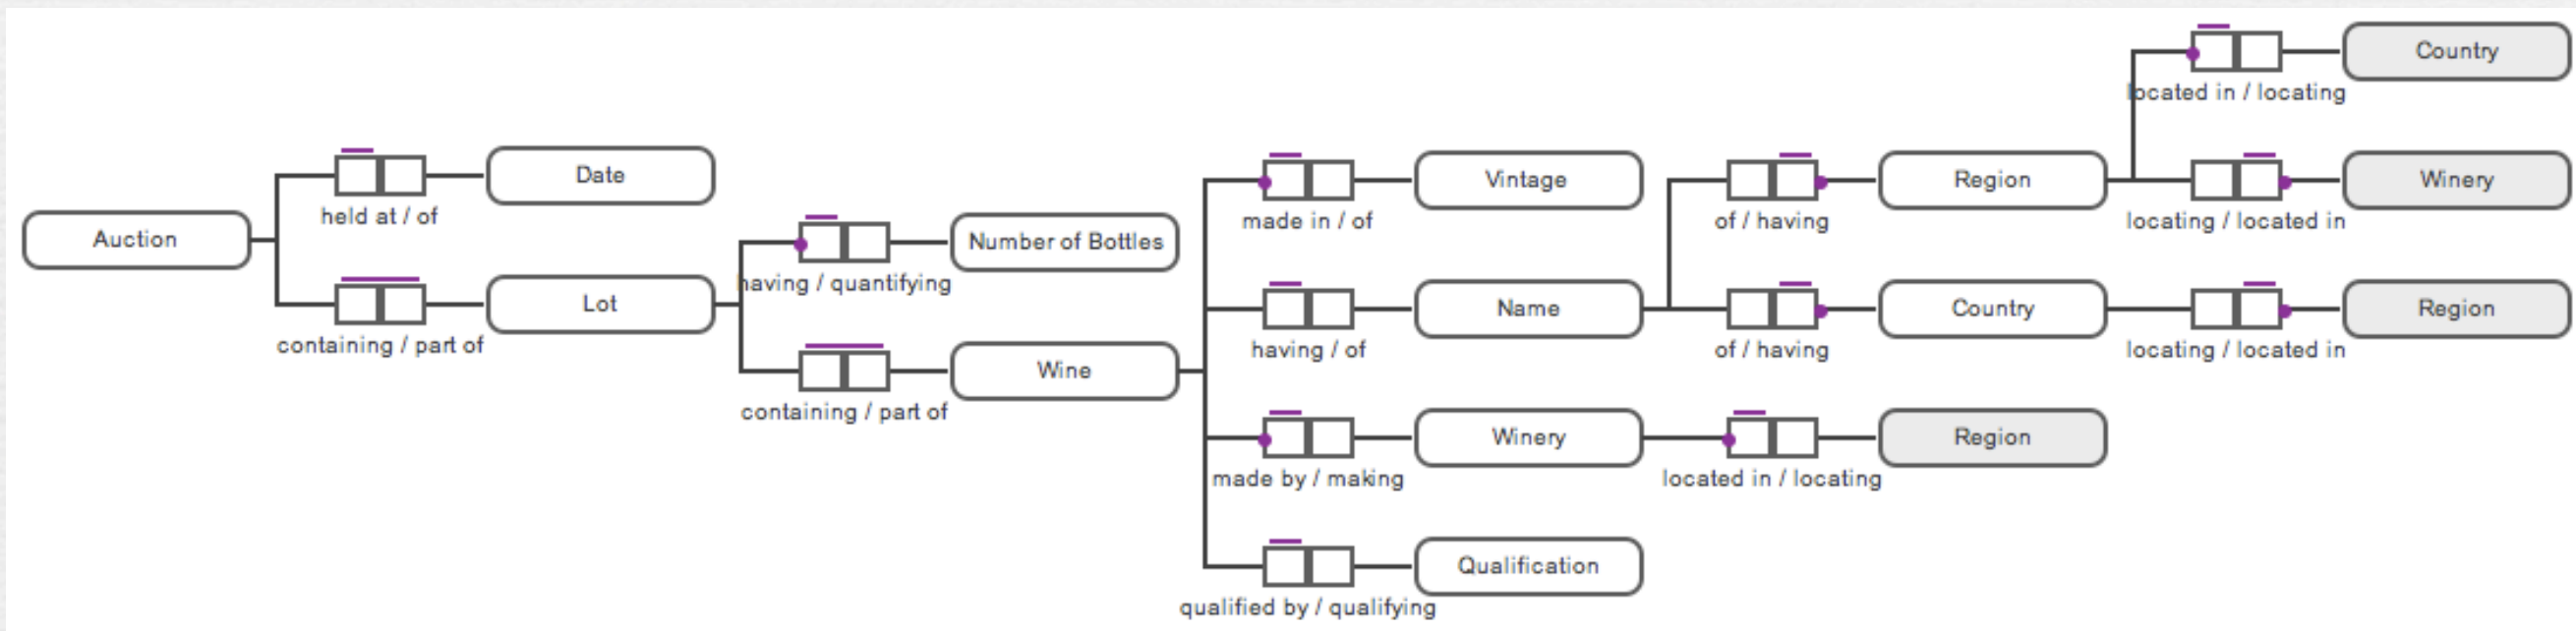 Country
located in / locating
Date
Vintage
Region
Winery
held at / of
made in / of
of / having
locating / located in
Auction
Number of Bottles
having / quantifying
Lot
Name
Country
Region
containing / part of
having / of
of / having
locating / located in
Wine
containing / part of
Winery
Region
made by / making
located in / locating
Qualification
qualified by / qualifying